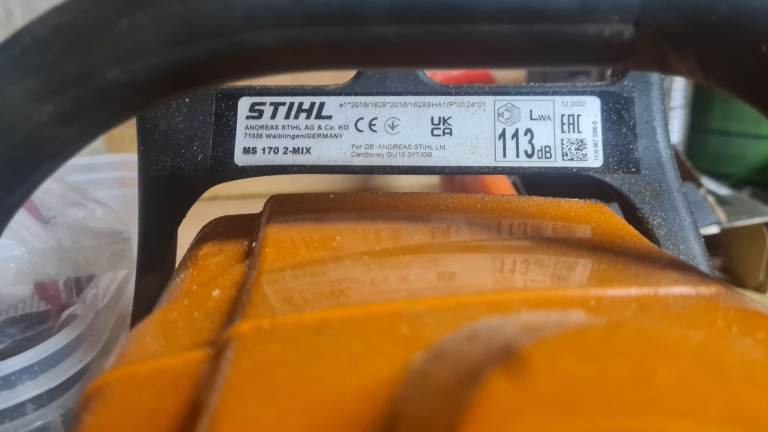 STIHL
ANDREAS STIHL AG & Co. KG
71336 Waiblingen/GERMANY
MS 170 2-MIX
e1*2016/1628*2016/1628SHA1/P*0124*01
CE
UK
CA
For GB: ANDREAS STIHL LM.
Camberley GU15 3YT/GB
LWA
113dB
12.2022
EAC